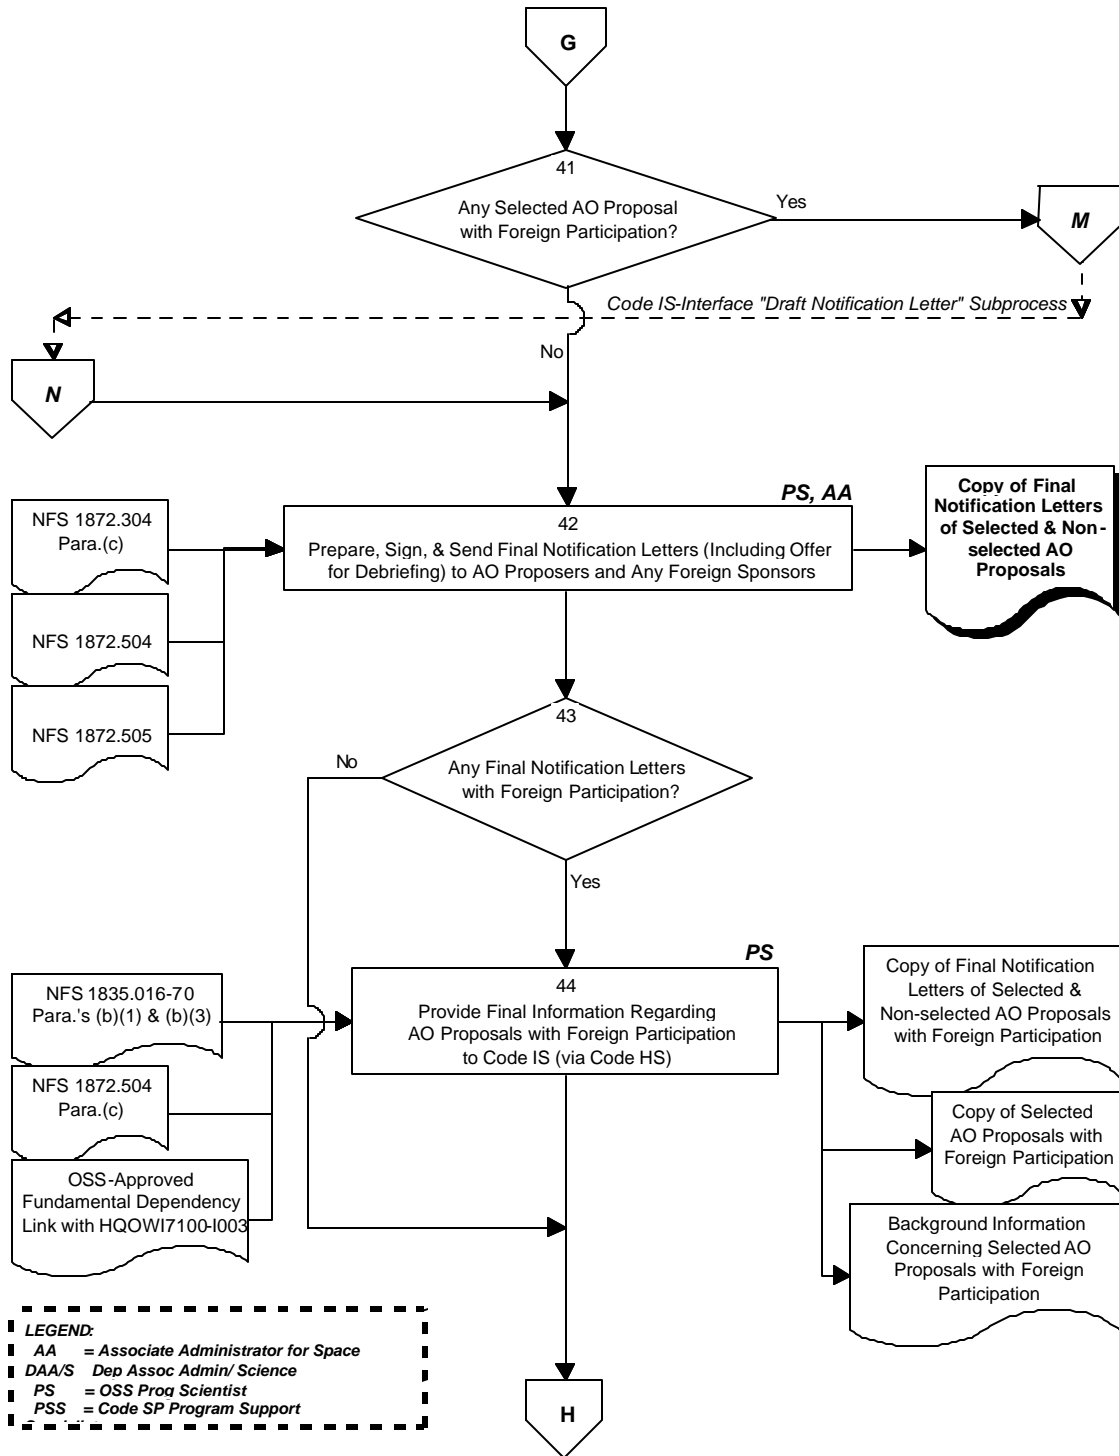 G
41
Any Selected AO Proposal
with Foreign Participation?
Yes
M
Code IS-Interface "Draft Notification Letter" Subprocess
No
N
NFS 1872.304
Para.(c)
NFS 1872.504
NFS 1872.505
PS, AA
42
Prepare, Sign, & Send Final Notification Letters (Including Offer
for Debriefing) to AO Proposers and Any Foreign Sponsors
Copy of Final
Notification Letters
of Selected & Non-
selected AO
Proposals
43
Any Final Notification Letters
with Foreign Participation?
No
Yes
NFS 1835.016-70
Para.'s (b)(1) & (b)(3)
NFS 1872.504
Para.(c)
OSS-Approved
Fundamental Dependency
Link with HQOWI7100-I003
PS
44
Provide Final Information Regarding
AO Proposals with Foreign Participation
to Code IS (via Code HS)
Copy of Final Notification
Letters of Selected &
Non-selected AO Proposals
with Foreign Participation
Copy of Selected
AO Proposals with
Foreign Participation
Background Information
Concerning Selected AO
Proposals with Foreign
Participation
LEGEND:
AA = Associate Administrator for Space
DAA/S Dep Assoc Admin/ Science
PS = OSS Prog Scientist
PSS = Code SP Program Support
H